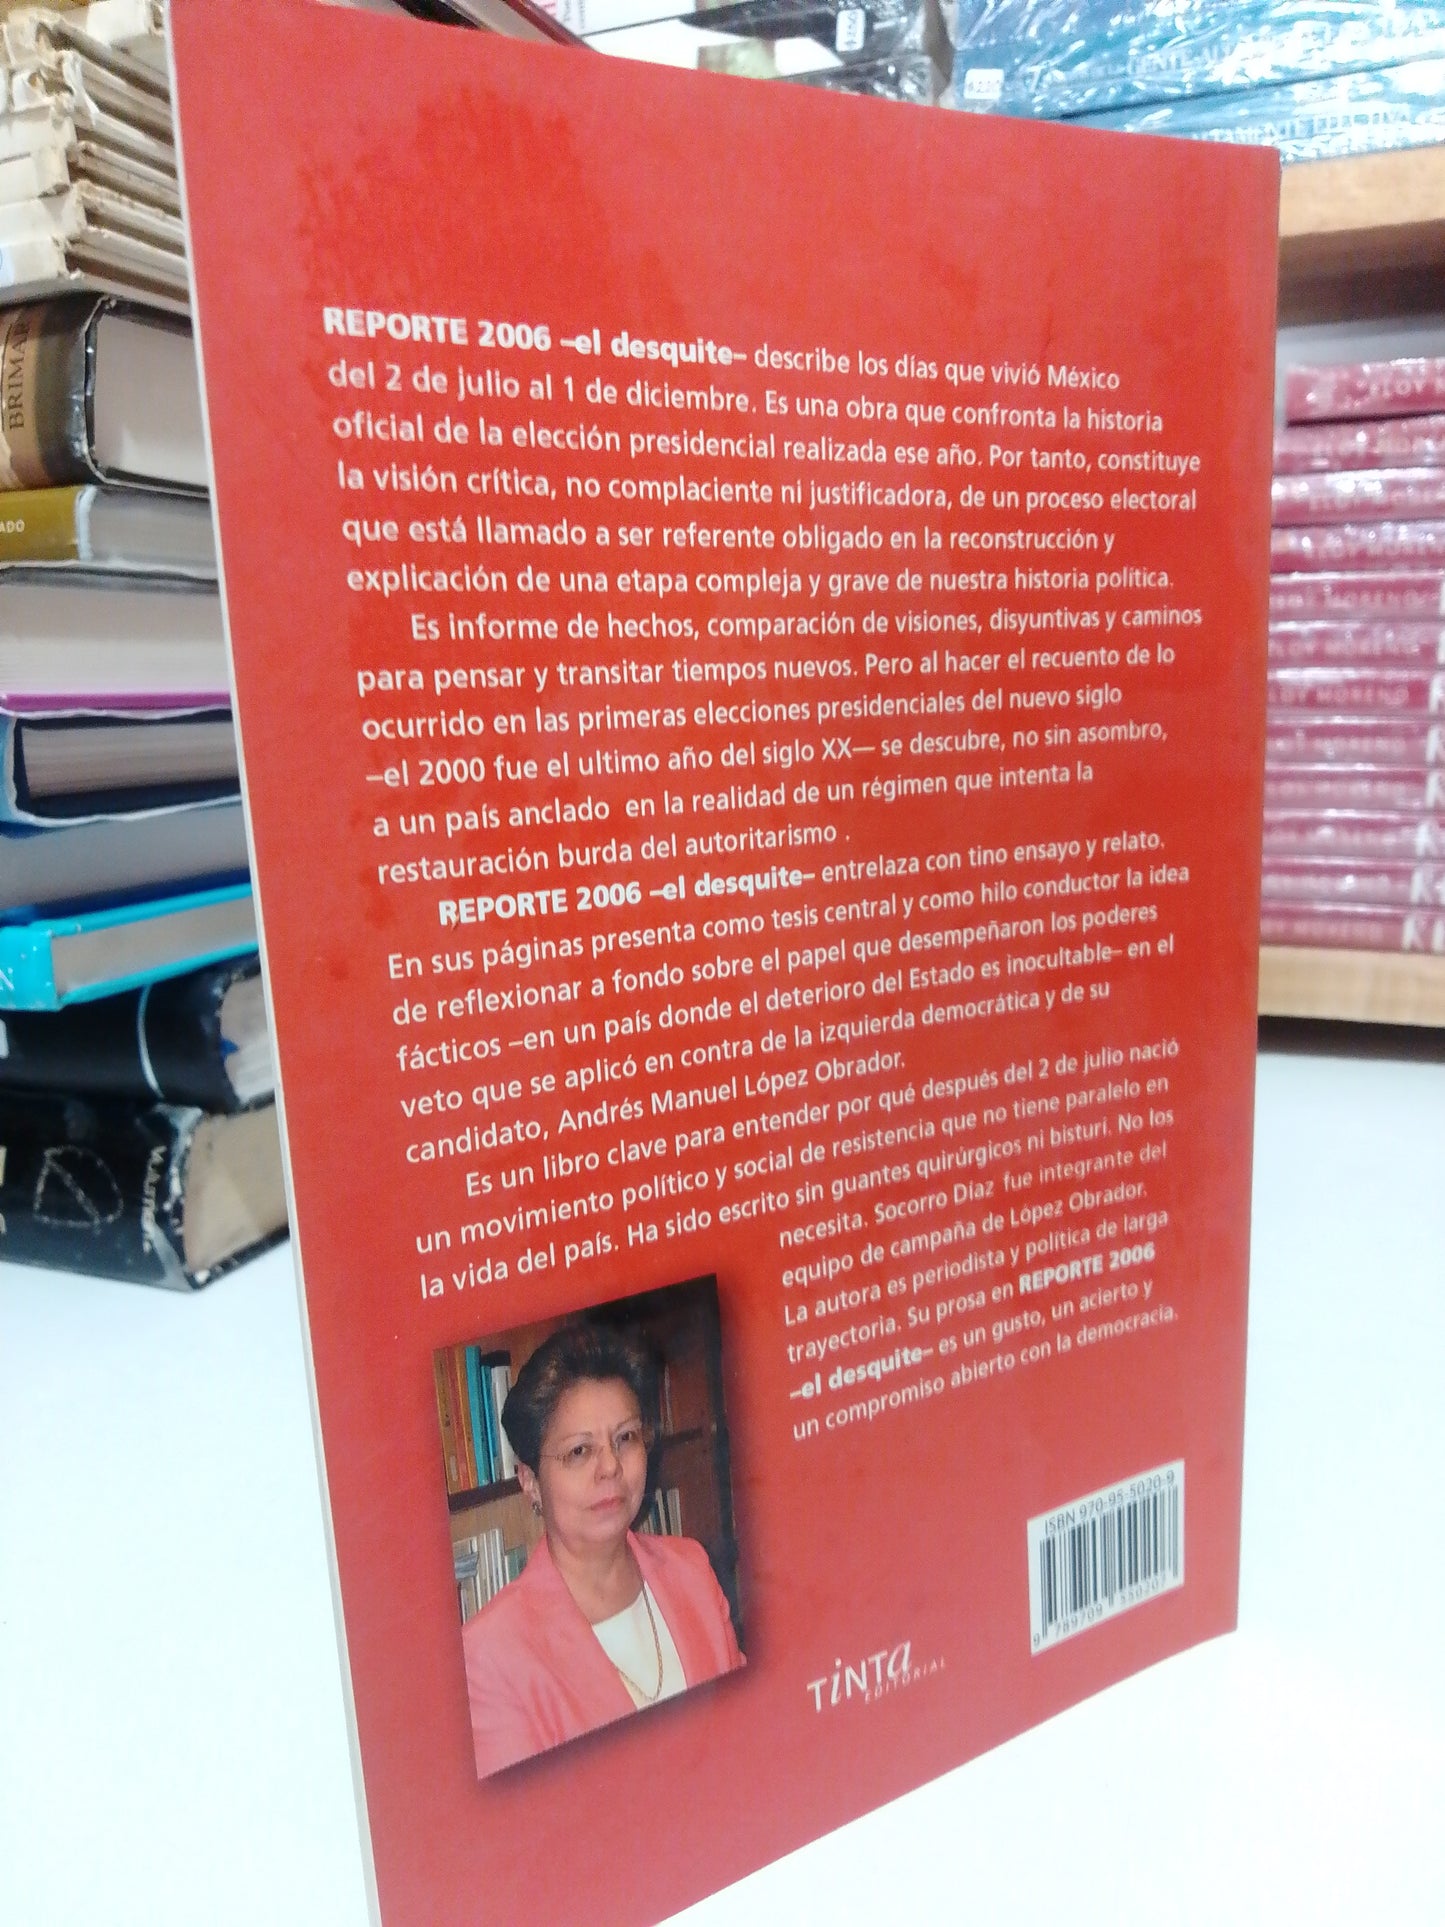 REPORTE 2006 –el desquite– describe los días que vivió México
del 2 de julio al 1 de diciembre. Es una obra que confronta la historia
oficial de la elección presidencial realizada ese año. Por tanto, constituye
la visión crítica, no complaciente ni justificadora, de un proceso electoral
que está llamado a ser referente obligado en la reconstrucción y
explicación de una etapa compleja y grave de nuestra historia política.
Es informe de hechos, comparación de visiones, disyuntivas y caminos
para pensar y transitar tiempos nuevos. Pero al hacer el recuento de lo
ocurrido en las primeras elecciones presidenciales del nuevo siglo
–el 2000 fue el ultimo año del siglo XX— se descubre, no sin asombro,
a un país anclado en la realidad de un régimen que intenta la
restauración burda del autoritarismo .
REPORTE 2006 –el desquite– entrelaza con tino ensayo y relato.
En sus páginas presenta como tesis central y como hilo conductor la idea
de reflexionar a fondo sobre el papel que desempeñaron los poderes
fácticos –en un país donde el deterioro del Estado es inocultable– en el
veto que se aplicó en contra de la izquierda democrática y de su
candidato, Andrés Manuel López Obrador.
Es un libro clave para entender por qué después del 2 de julio nació
un movimiento político y social de resistencia que no tiene paralelo en
la vida del país. Ha sido escrito sin guantes quirúrgicos ni bisturí. No los
necesita. Socorro Díaz fue integrante del
equipo de campaña de López Obrador.
La autora es periodista y política de larga
trayectoria. Su prosa en REPORTE 2006
–el desquite– es un gusto, un acierto y
un compromiso abierto con la democracia.
ISBN 970-95-5020-9
9 789709 550207
TiNTa
EDITORIAL
BRIMAR
ADO
ELOY MORENO